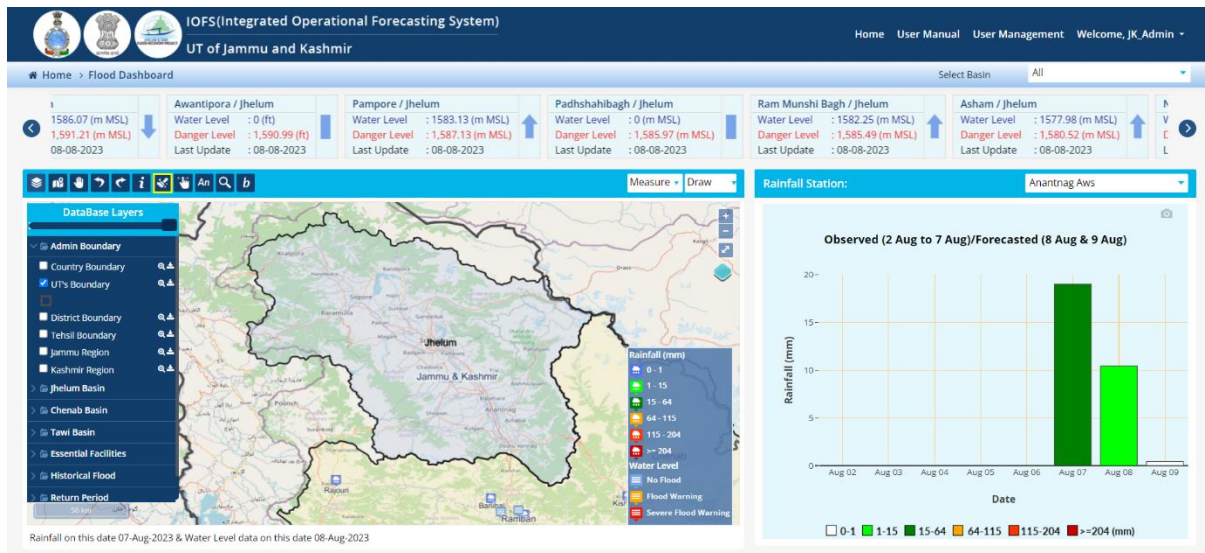 IOFS(Integrated Operational Forecasting System)
UT of Jammu and Kashmir
Home User Manual User Management Welcome, JK_Admin
Home > Flood Dashboard
Select Basin All
1586.07 (m MSL)
1,591.21 (m MSL)
08-08-2023
Awantipora / Jhelum
Water Level : 0 (ft)
Danger Level : 1,590.99 (ft)
Last Update : 08-08-2023
Pampore / Jhelum
Water Level : 1583.13 (m MSL)
Danger Level : 1,587.13 (m MSL)
Last Update : 08-08-2023
Padhshahibagh / Jhelum
Water Level : 0 (m MSL)
Danger Level : 1,585.97 (m MSL)
Last Update : 08-08-2023
Ram Munshi Bagh / Jhelum
Water Level : 1582.25 (m MSL)
Danger Level : 1,585.49 (m MSL)
Last Update : 08-08-2023
Asham / Jhelum
Water Level : 1577.98 (m MSL)
Danger Level : 1,580.52 (m MSL)
Last Update : 08-08-2023
i An b
Measure Draw
DataBase Layers
Admin Boundary
Country Boundary
UT's Boundary
District Boundary
Tehsil Boundary
Jammu Region
Kashmir Region
Jhelum Basin
Chenab Basin
Tawi Basin
Essential Facilities
Historical Flood
Return Period
50 km
Bandipora
Kargil
Drass
Sopore
Baramulla
Jhelum
Jammu & Kashmir
Anantnag
Poonch
Rajouri
Banihal
Ramban
Rainfall (mm)
0 - 1
1 - 15
15 - 64
64 - 115
115 - 204
>= 204
Water Level
No Flood
Flood Warning
Severe Flood Warning
Rainfall on this date 07-Aug-2023 & Water Level data on this date 08-Aug-2023
Rainfall Station: Anantnag Aws
Observed (2 Aug to 7 Aug)/Forecasted (8 Aug & 9 Aug)
Rainfall (mm)
20
15
10
5
0
Aug 02 Aug 03 Aug 04 Aug 05 Aug 06 Aug 07 Aug 08 Aug 09
Date
0-1 1-15 15-64 64-115 115-204 >=204 (mm)